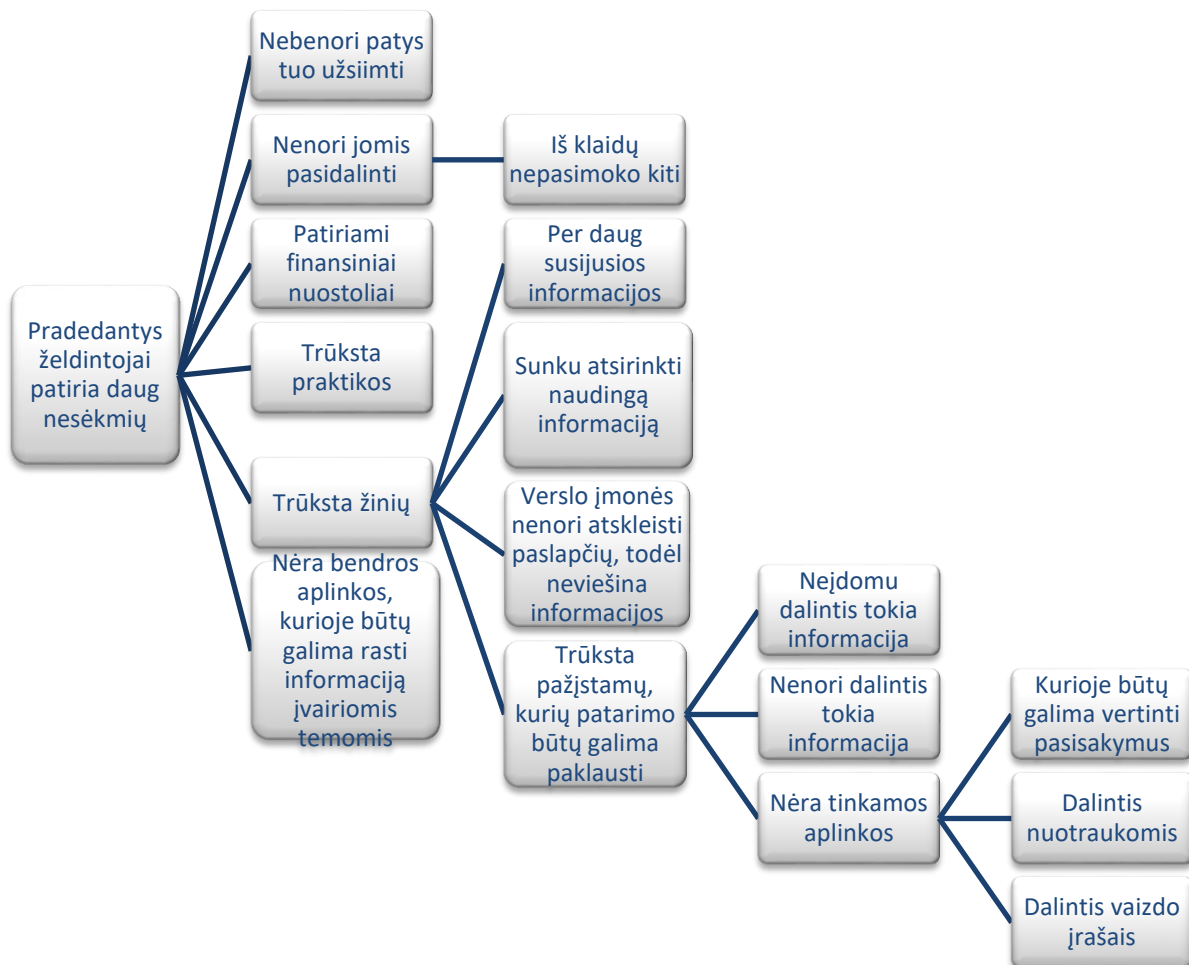 Nebenori patys
tuo užsiimti
Nenori jomis
pasidalinti
Iš klaidų
nepasimoko kiti
Patiriami
finansiniai
nuostoliai
Per daug
susijusios
informacijos
Pradedantys
želdintojai
patiria daug
nesėkmių
Trūksta
praktikos
Sunku atsirinkti
naudingą
informaciją
Trūksta žinių
Verslo įmonės
nenori atskleisti
paslapčių, todėl
neviešina
informacijos
Nėra bendros
aplinkos,
kurioje būtų
galima rasti
informaciją
įvairiomis
temomis
Trūksta
pažįstamų,
kurių patarimo
būtų galima
paklausti
Neįdomu
dalintis tokia
informacija
Nenori dalintis
tokia
informacija
Nėra tinkamos
aplinkos
Kurioje būtų
galima vertinti
pasisakymus
Dalintis
nuotraukomis
Dalintis vaizdo
įrašais